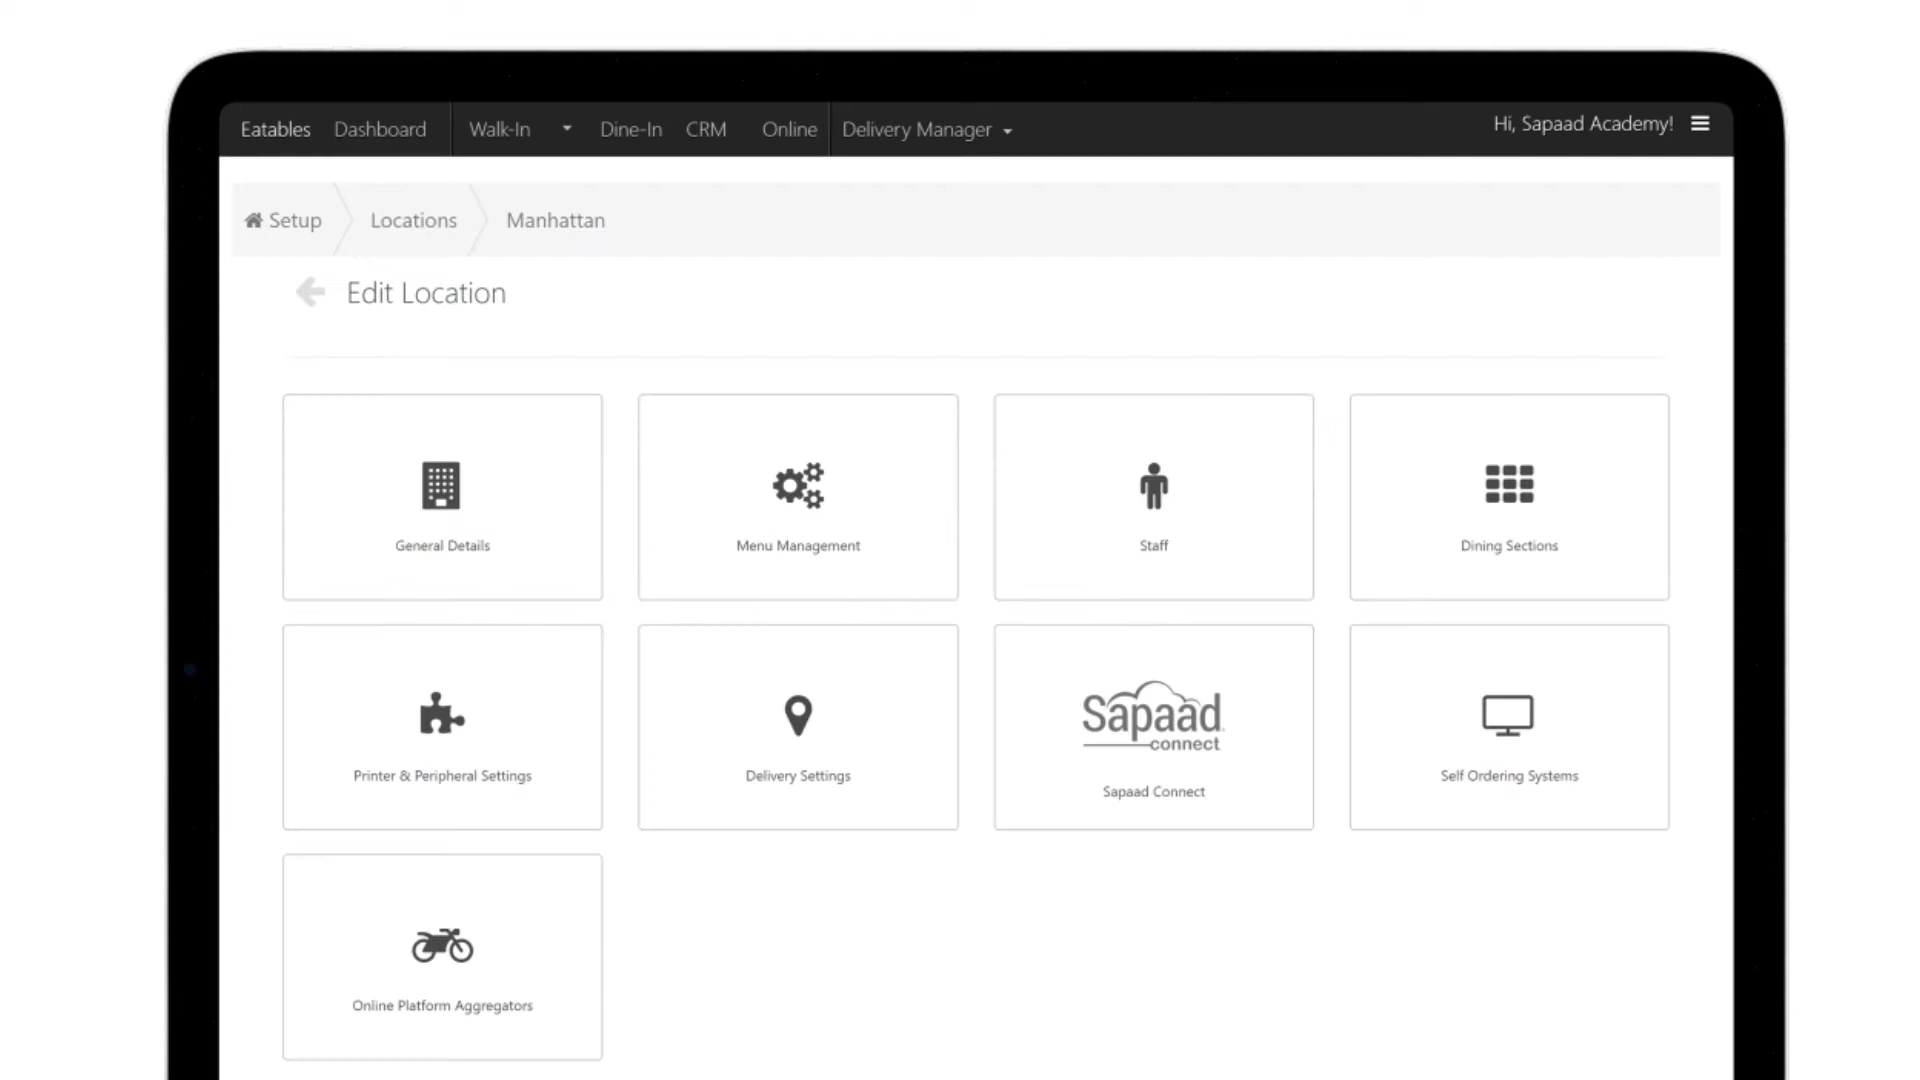 Eatables Dashboard Walk-In Dine-In CRM Online Delivery Manager Hi, Sapaad Academy!
Setup Locations Manhattan
Edit Location
General Details Menu Management Staff Dining Sections
Sapaad
connect
Printer & Peripheral Settings Delivery Settings Sapaad Connect Self Ordering Systems
Online Platform Aggregators